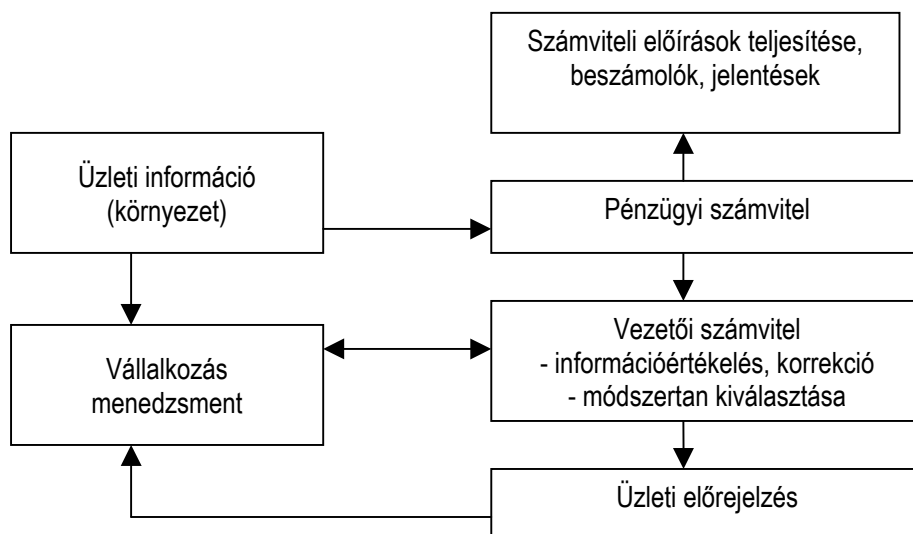 Számviteli előírások teljesítése,
beszámolók, jelentések
Üzleti információ
(környezet)
Pénzügyi számvitel
Vállalkozás
menedzsment
Vezetői számvitel
- információértékelés, korrekció
- módszertan kiválasztása
Üzleti előrejelzés